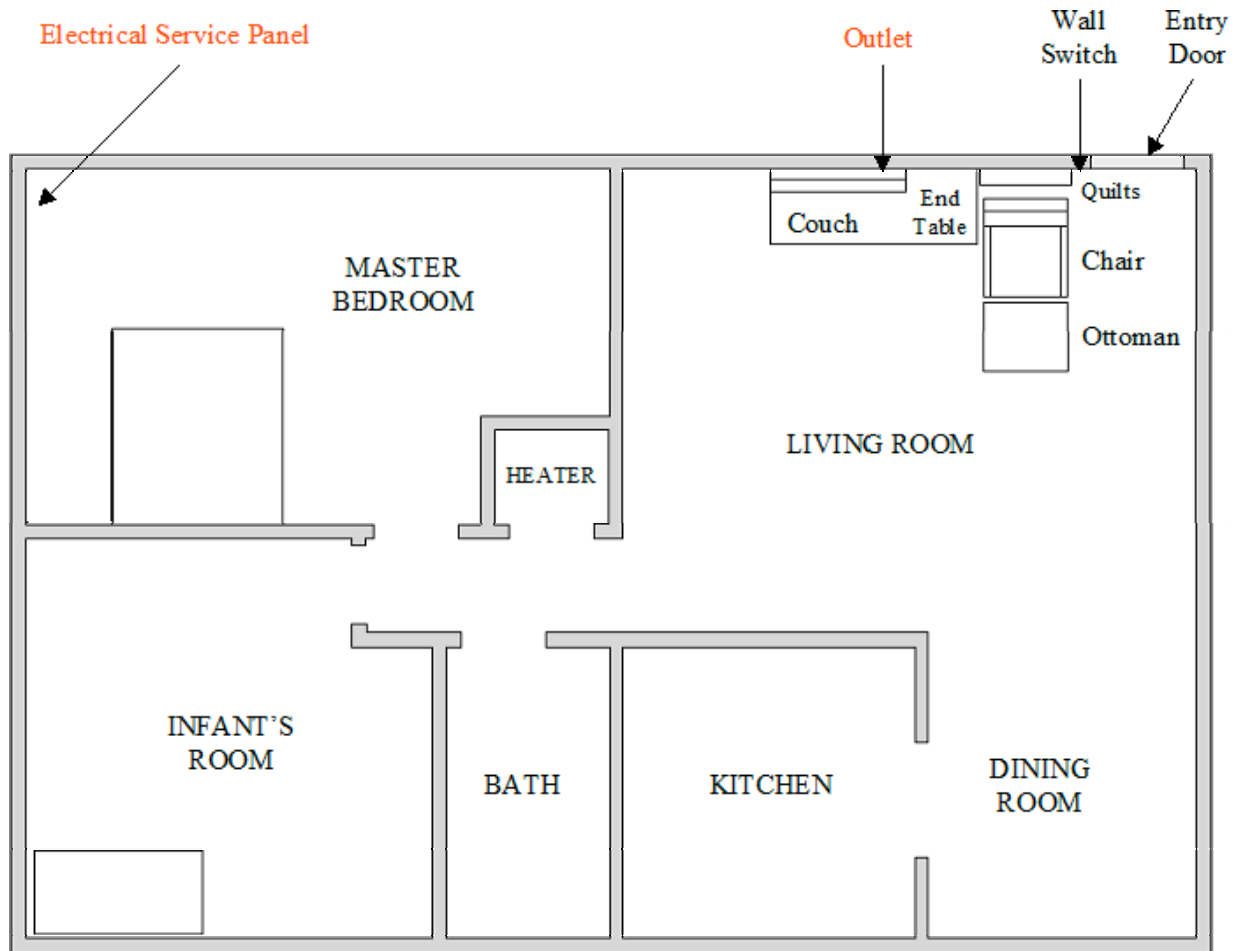 Electrical Service Panel
Outlet
Wall
Switch
Entry
Door
Quilts
End
Table
Couch
Chair
MASTER
BEDROOM
Ottoman
LIVING ROOM
HEATER
INFANT’S
ROOM
BATH
KITCHEN
DINING
ROOM